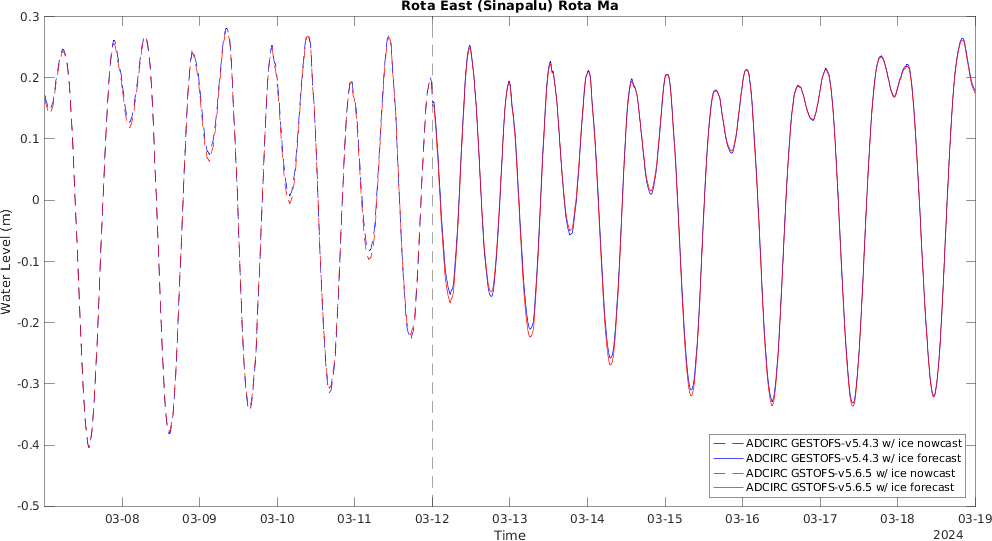 Rota East (Sinapalu) Rota Ma
0.3
0.2
0.1
0
-0.1
-0.2
-0.3
-0.4
-0.5
Water Level (m)
ADCIRC GESTOFS-v5.4.3 w/ ice nowcast
ADCIRC GESTOFS-v5.4.3 w/ ice forecast
ADCIRC GSTOFS-v5.6.5 w/ ice nowcast
ADCIRC GSTOFS-v5.6.5 w/ ice forecast
03-08 03-09 03-10 03-11 03-12 03-13 03-14 03-15 03-16 03-17 03-18 03-19
Time
2024